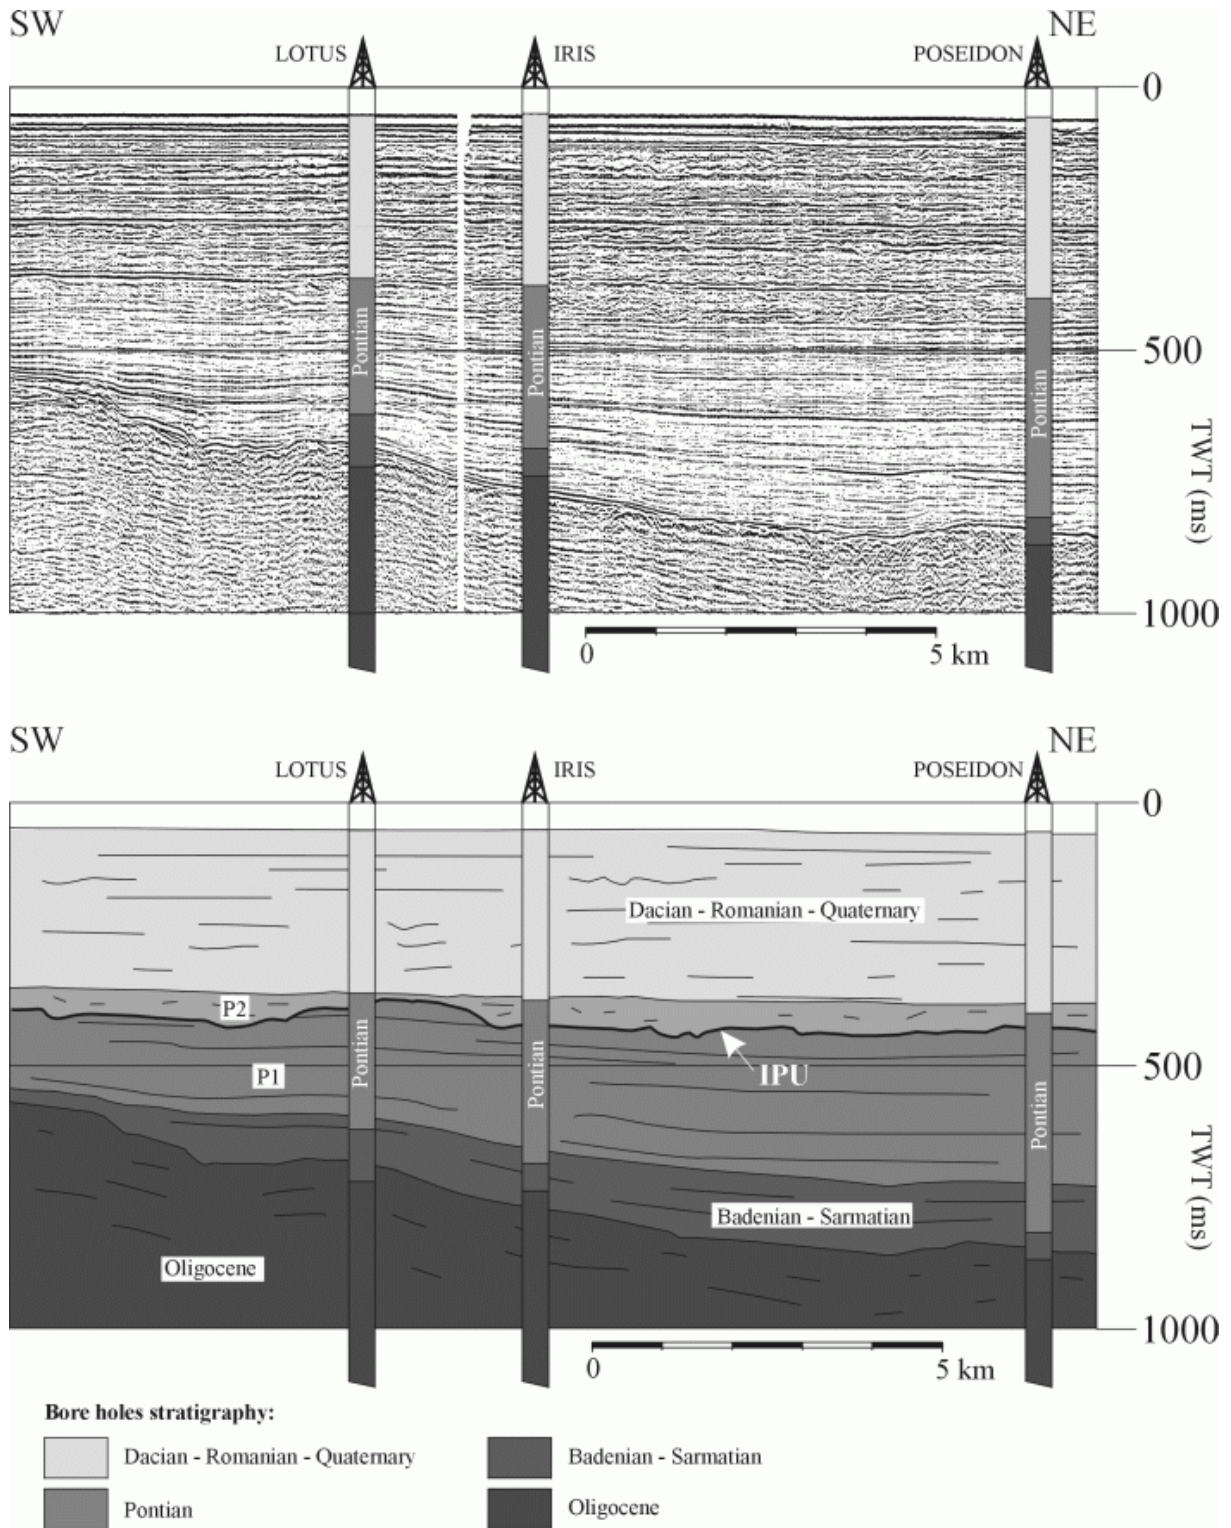 SW NE
LOTUS IRIS POSEIDON
0
Pontian Pontian Pontian
500
TWT (ms)
1000
0 5 km
SW NE
LOTUS IRIS POSEIDON
0
Dacian - Romanian - Quaternary
P2
Pontian Pontian Pontian
IPU
500
P1
TWT (ms)
Badenian - Sarmatian
Oligocene
1000
0 5 km
Bore holes stratigraphy:
Dacian - Romanian - Quaternary
Badenian - Sarmatian
Pontian
Oligocene